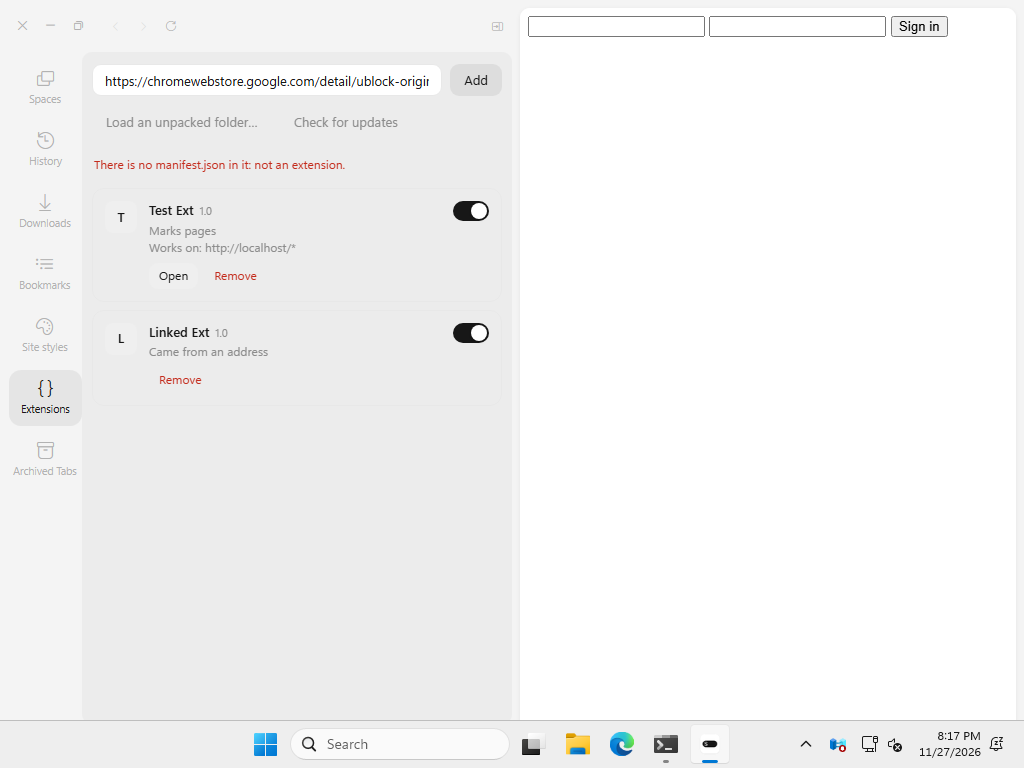 Sign in
https://chromewebstore.google.com/detail/ublock-origin
Add
Load an unpacked folder...
Check for updates
There is no manifest.json in it: not an extension.
Spaces
History
Downloads
Bookmarks
Site styles
{ }
Extensions
Archived Tabs
T
Test Ext 1.0
Marks pages
Works on: http://localhost/*
Open
Remove
L
Linked Ext 1.0
Came from an address
Remove
Search
8:17 PM
11/27/2026